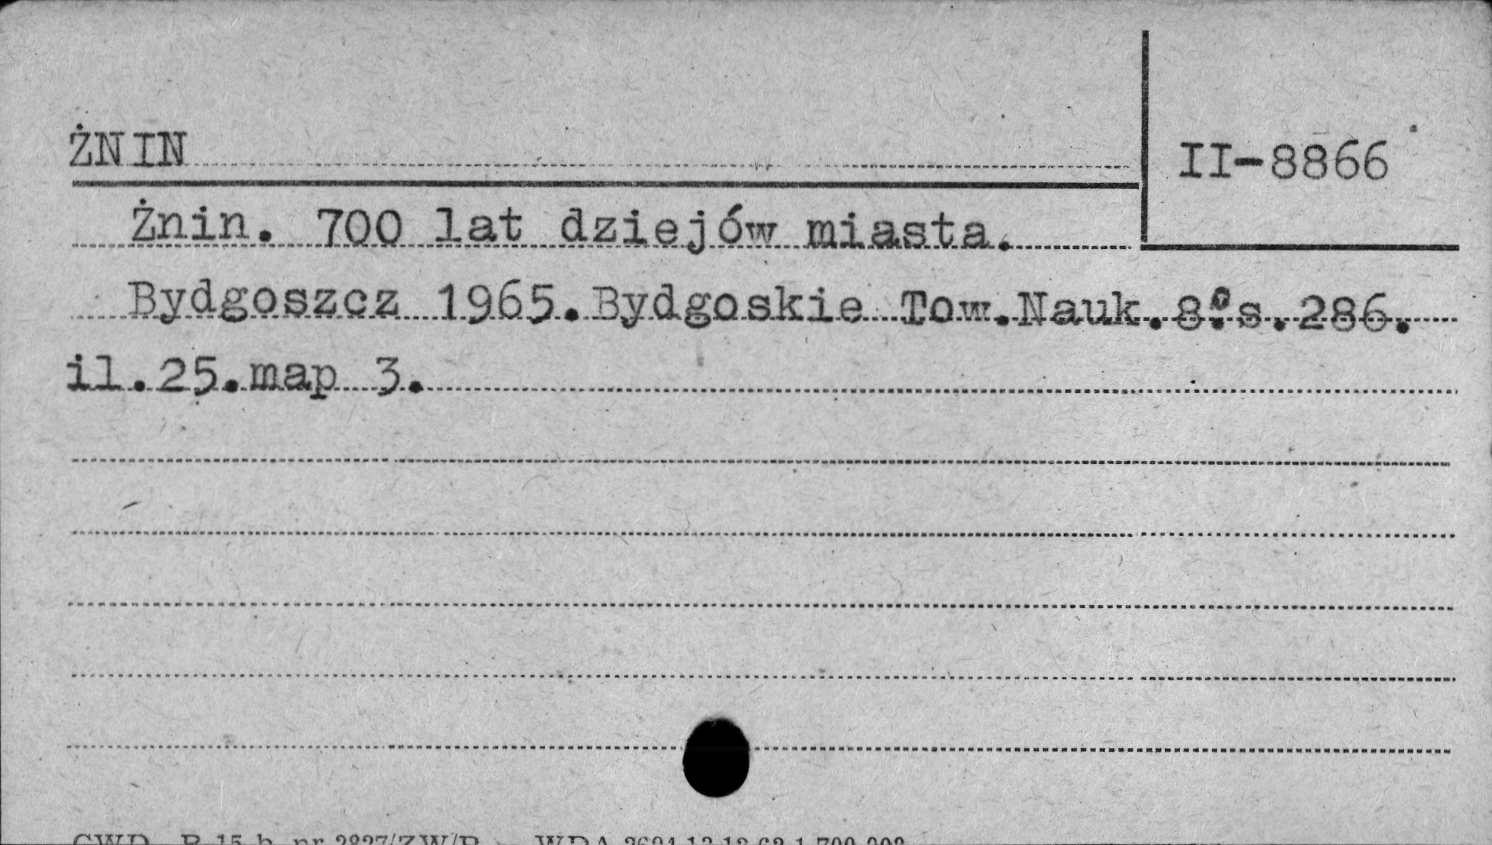 ŻNIN
II-8866
Żnin. 700 lat dziejów miasta.
Bydgoszcz 1965.Bydgoskie Tow.Nauk.8°.s.286.
il.25.map 3.